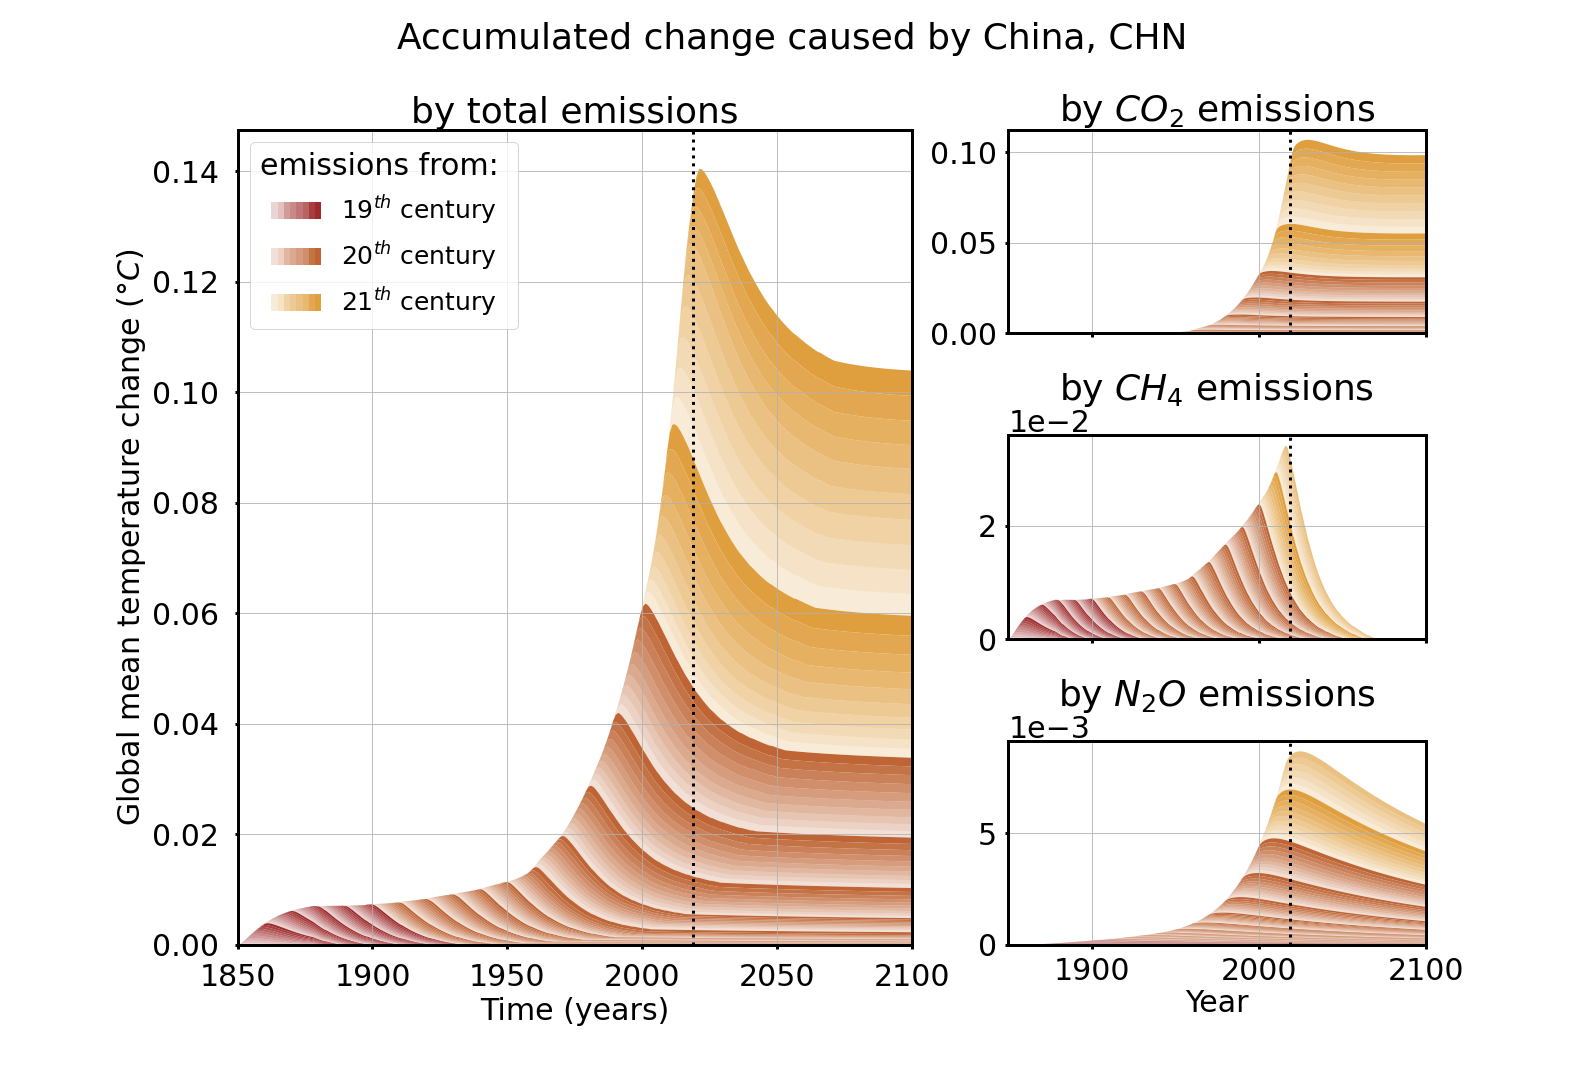 Accumulated change caused by China, CHN
by total emissions
emissions from:
19th century
20th century
21th century
0.14
0.12
0.10
0.08
0.06
0.04
0.02
0.00
Global mean temperature change (°C)
1850 1900 1950 2000 2050 2100
Time (years)
by CO₂ emissions
0.10
0.05
0.00
by CH₄ emissions
1e−2
2
0
by N₂O emissions
1e−3
5
0
1900 2000 2100
Year